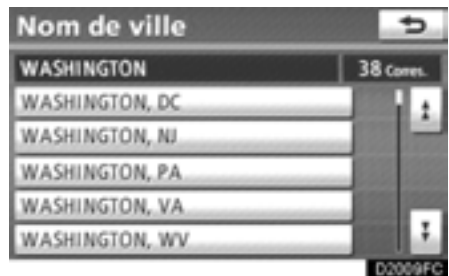 Nom de ville
WASHINGTON 38 Corres.
WASHINGTON, DC
WASHINGTON, NJ
WASHINGTON, PA
WASHINGTON, VA
WASHINGTON, WV
D2009FC